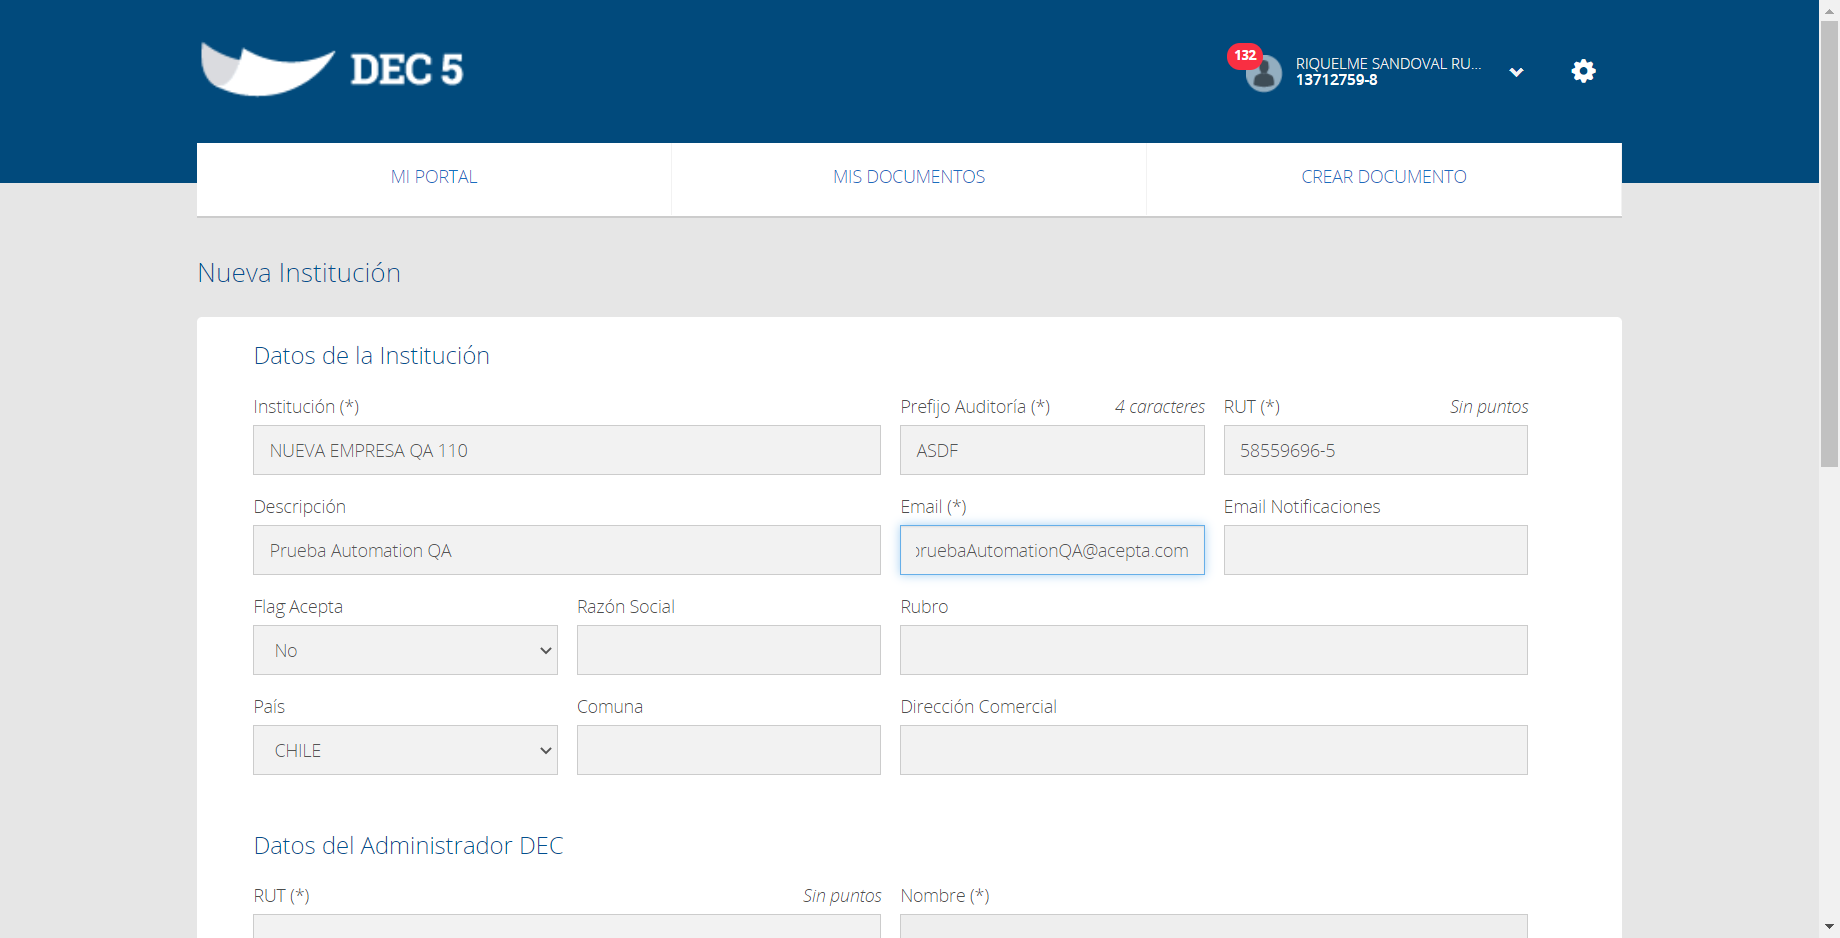 DEC 5
132
RIQUELME SANDOVAL RU...
13712759-8
MI PORTAL
MIS DOCUMENTOS
CREAR DOCUMENTO
Nueva Institución
Datos de la Institución
Institución (*)
Prefijo Auditoría (*) 4 caracteres
RUT (*) Sin puntos
NUEVA EMPRESA QA 110
ASDF
58559696-5
Descripción
Email (*)
Email Notificaciones
Prueba Automation QA
pruebaAutomationQA@acepta.com
Flag Acepta
Razón Social
Rubro
No
País
Comuna
Dirección Comercial
CHILE
Datos del Administrador DEC
RUT (*) Sin puntos
Nombre (*)